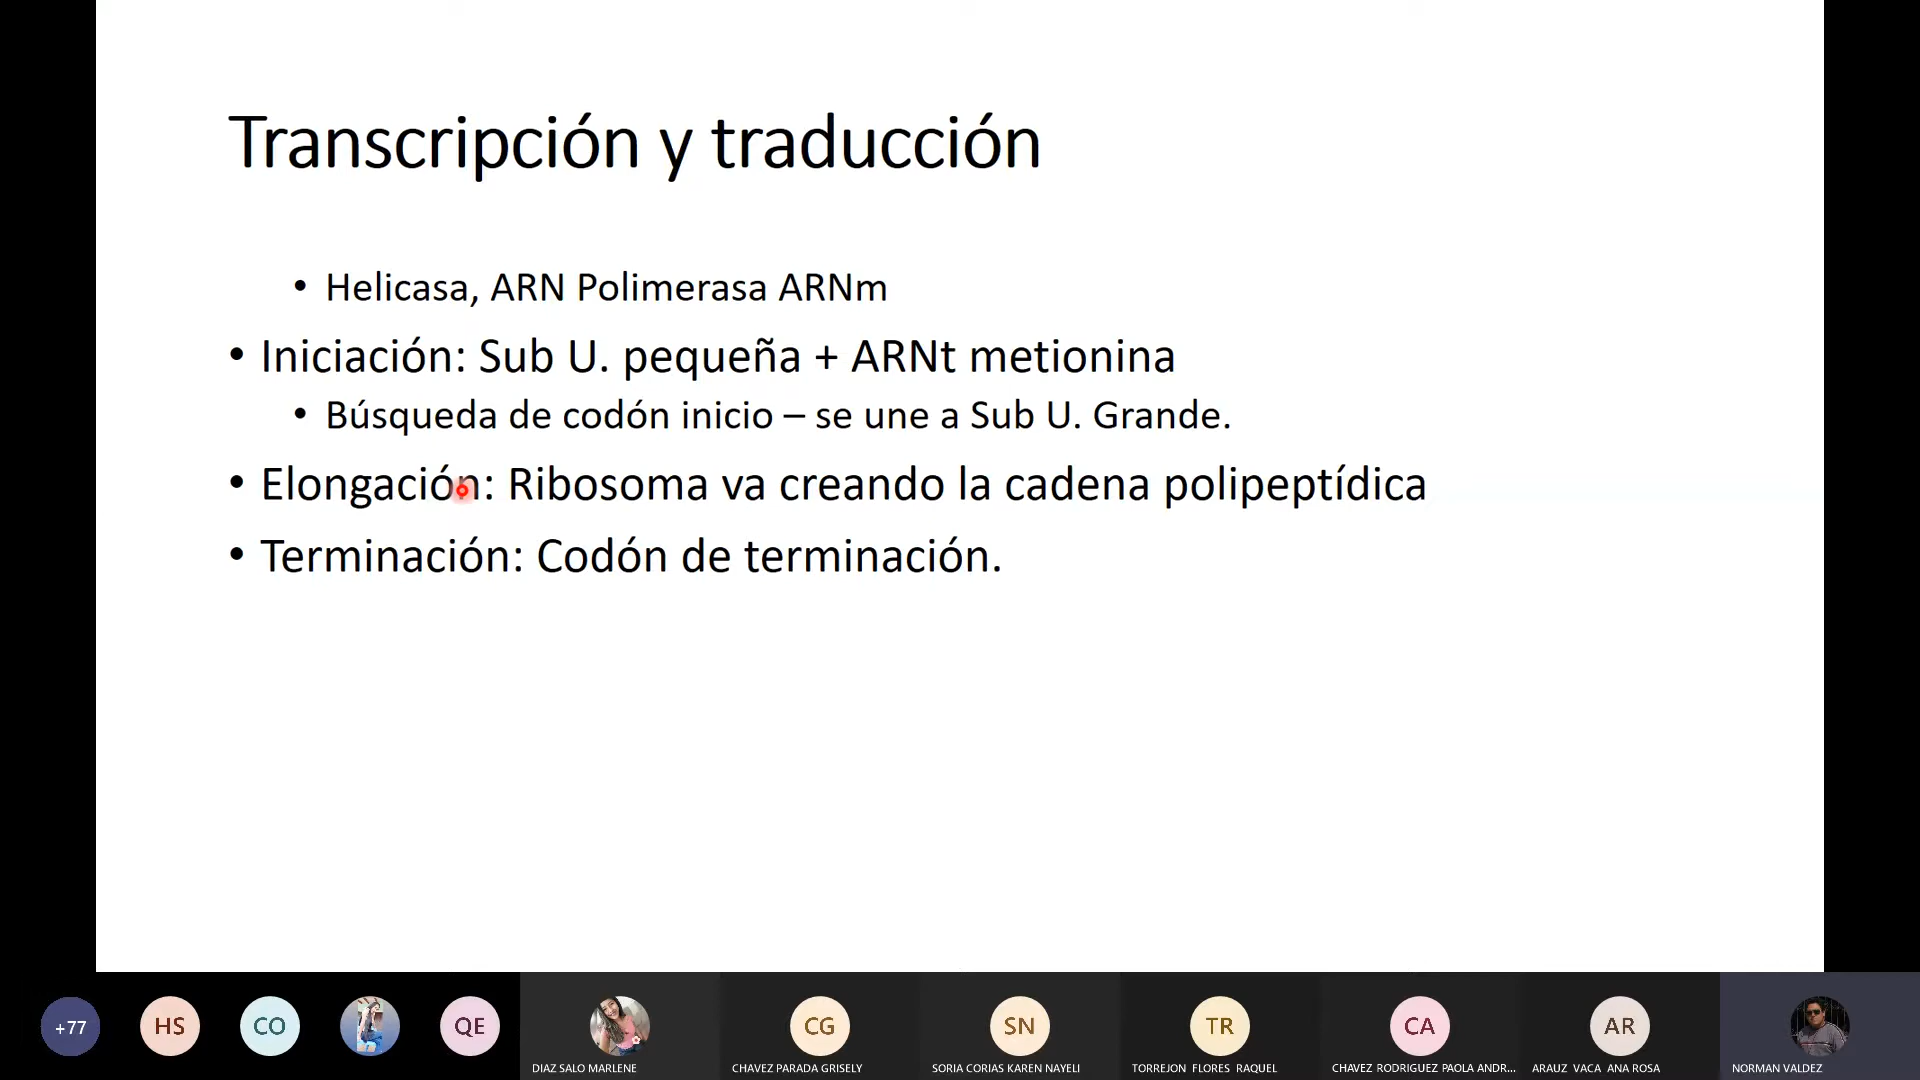 Transcripción y traducción
• Helicasa, ARN Polimerasa ARNm
• Iniciación: Sub U. pequeña + ARNt metionina
• Búsqueda de codón inicio – se une a Sub U. Grande.
• Elongación: Ribosoma va creando la cadena polipeptídica
• Terminación: Codón de terminación.
+77 HS CO QE CG SN TR CA AR
DIAZ SALO MARLENE CHAVEZ PARADA GRISELY SORIA CORIAS KAREN NAYELI TORREJON FLORES RAQUEL CHAVEZ RODRIGUEZ PAOLA ANDR... ARAUZ VACA ANA ROSA NORMAN VALDEZ